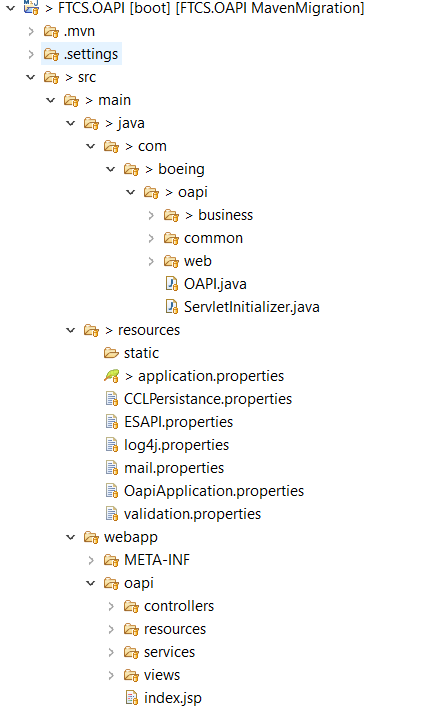 > FTCS.OAPI [boot] [FTCS.OAPI MavenMigration]
.mvn
.settings
> src
> main
> java
> com
> boeing
> oapi
> business
common
web
OAPI.java
ServletInitializer.java
> resources
static
> application.properties
CCLPersistance.properties
ESAPI.properties
log4j.properties
mail.properties
OapiApplication.properties
validation.properties
webapp
META-INF
oapi
controllers
resources
services
views
index.jsp